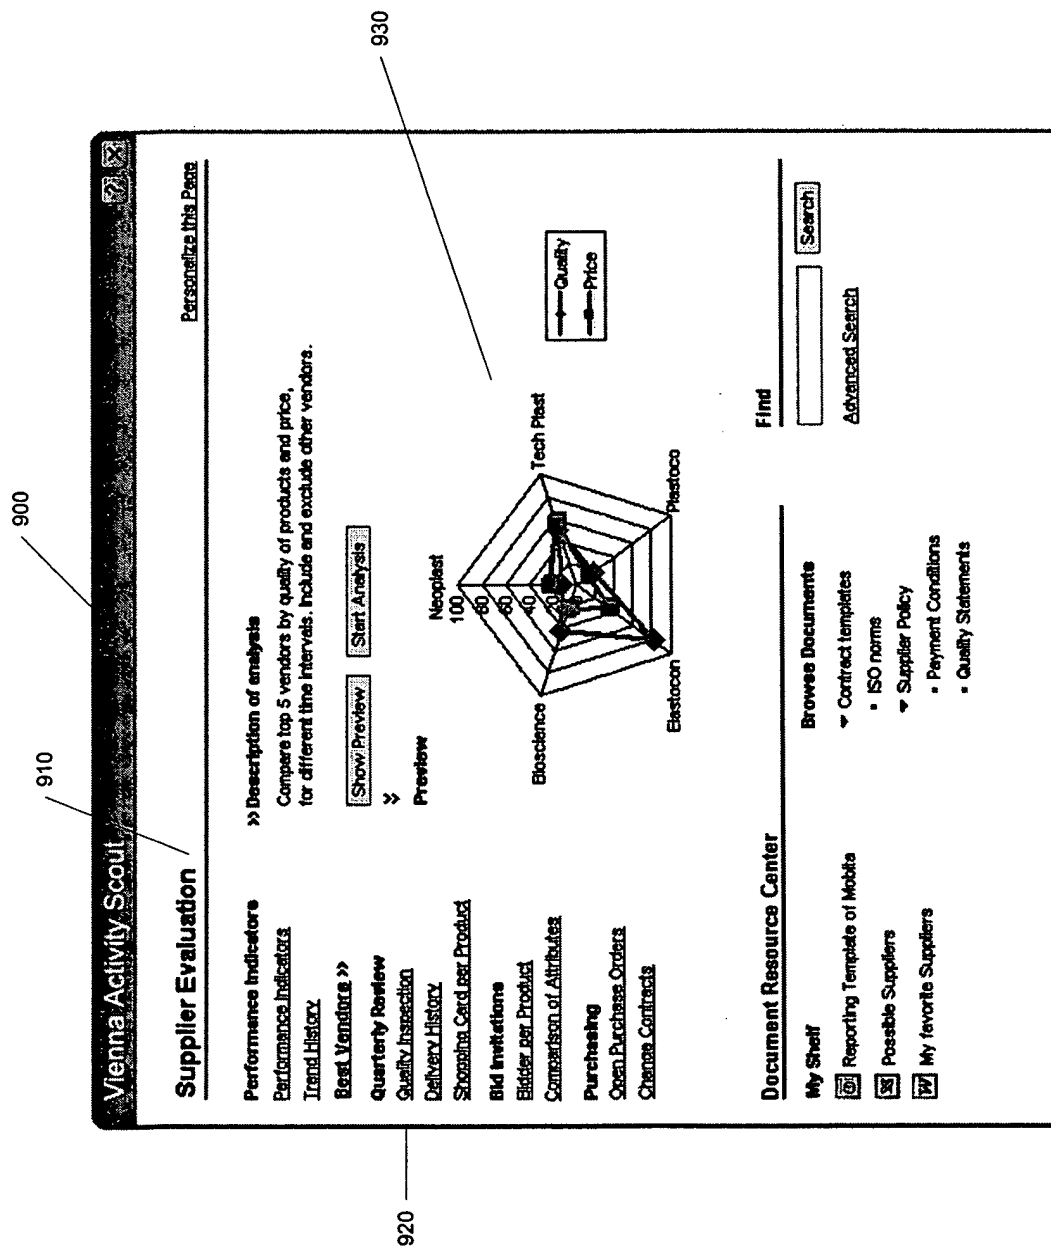 900
910
920
930
Vienna Activity Scout
? X
Supplier Evaluation
Personalize this Page
Performance Indicators
Performance Indicators
Trend History
Best Vendors >>
Quarterly Review
Quality Inspection
Delivery History
Shopping Card per Product
Bid Invitations
Bidder per Product
Comparison of Attributes
Purchasing
Open Purchase Orders
Change Contracts
>> Description of analysis
Compare top 5 vendors by quality of products and price,
for different time intervals. Include and exclude other vendors.
Show Preview
Start Analysis
Preview
Neoplast
100
80
60
40
20
Tech Plast
Plastoco
Elastocon
Bioscience
Quality
Price
Document Resource Center
My Shelf
Reporting Template of Mobita
Possible Suppliers
W My favorite Suppliers
Browse Documents
Contract templates
▪ ISO norms
Supplier Policy
▪ Payment Conditions
▪ Quality Statements
Find
Search
Advanced Search